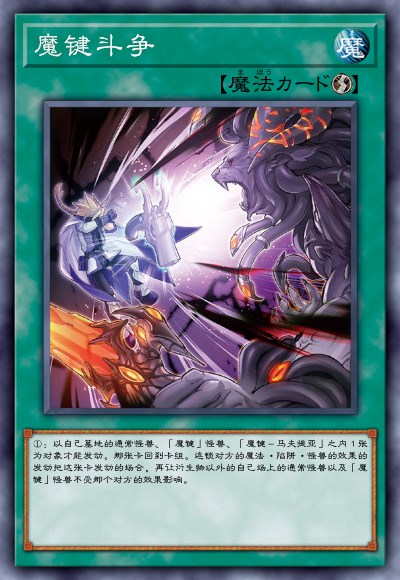 魔键斗争
魔
【魔法カード】
まほう
①：以自己墓地的通常怪兽、「魔键」怪兽、「魔键－马夫提亚」之内１张
为对象才能发动。那张卡回到卡组。连锁对方的魔法·陷阱·怪兽的效果的
发动把这张卡发动的场合，再让衍生物以外的自己场上的通常怪兽以及「魔
键」怪兽不受那个对方的效果影响。